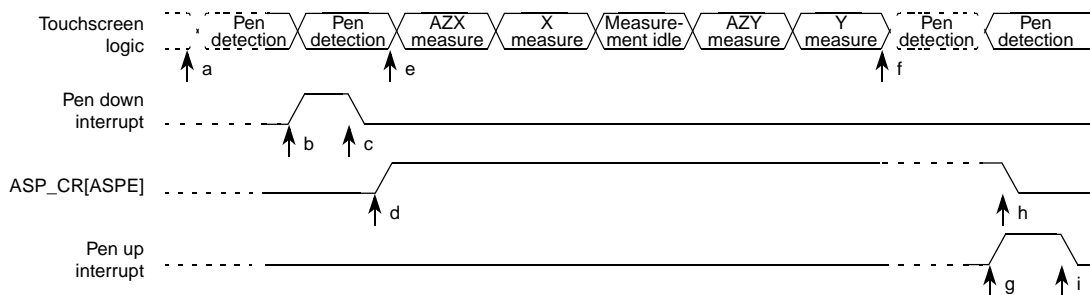 Touchscreen
logic
Pen
detection
Pen
detection
AZX
measure
X
measure
Measure-
ment idle
AZY
measure
Y
measure
Pen
detection
Pen
detection
a
e
f
Pen down
interrupt
b
c
ASP_CR[ASPE]
d
h
Pen up
interrupt
g
i